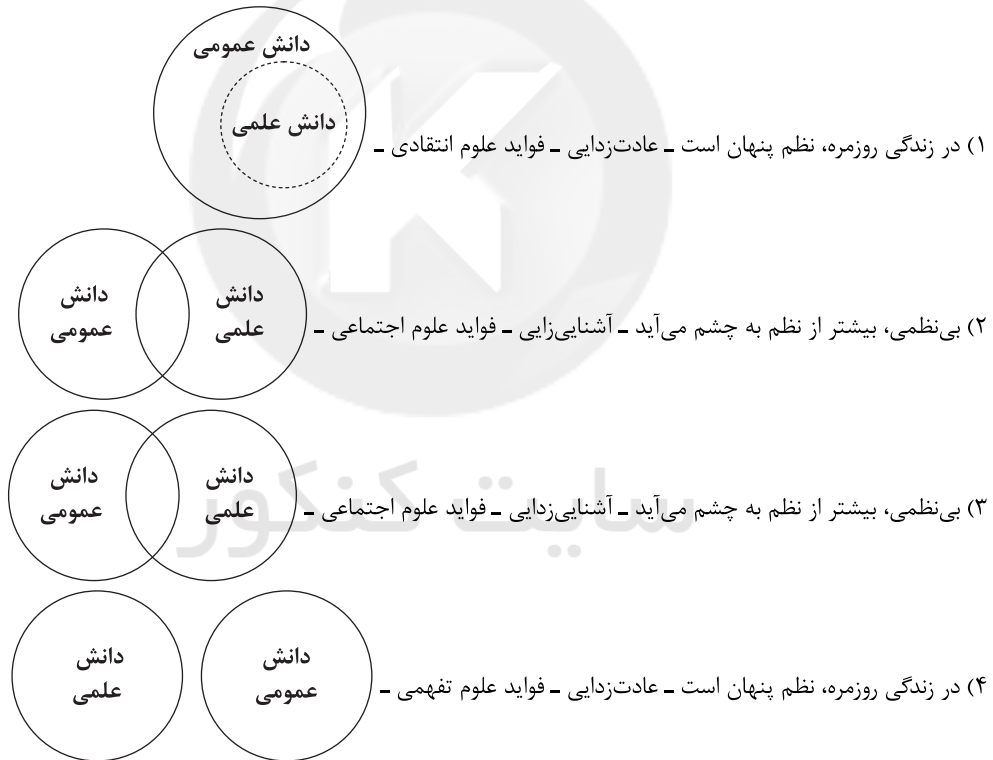 دانش عمومی
دانش علمی
۱) در زندگی روزمره، نظم پنهان است ـ عادت‌زدایی ـ فواید علوم انتقادی ـ
دانش علمی
دانش عمومی
۲) بی‌نظمی، بیشتر از نظم به چشم می‌آید ـ آشنایی‌زایی ـ فواید علوم اجتماعی ـ
دانش علمی
دانش عمومی
۳) بی‌نظمی، بیشتر از نظم به چشم می‌آید ـ آشنایی‌زدایی ـ فواید علوم اجتماعی ـ
سایت کنکور
دانش عمومی
دانش علمی
۴) در زندگی روزمره، نظم پنهان است ـ عادت‌زدایی ـ فواید علوم تفهمی ـ